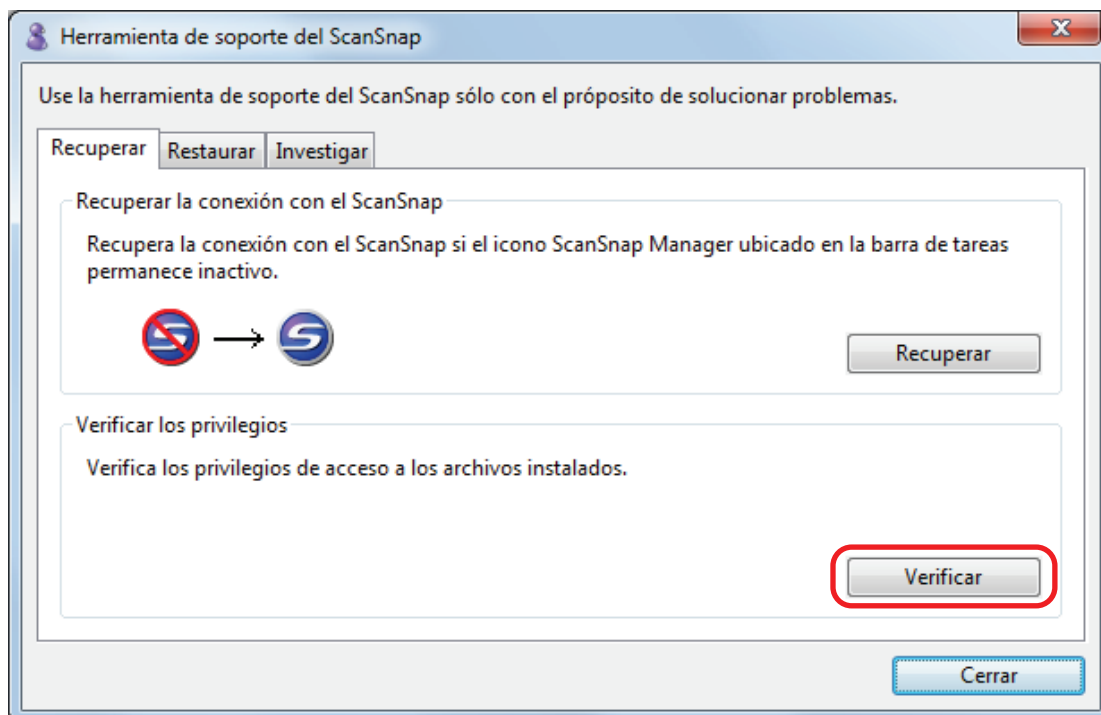 Herramienta de soporte del ScanSnap
Use la herramienta de soporte del ScanSnap sólo con el próposito de solucionar problemas.
Recuperar Restaurar Investigar
Recuperar la conexión con el ScanSnap
Recupera la conexión con el ScanSnap si el icono ScanSnap Manager ubicado en la barra de tareas
permanece inactivo.
Recuperar
Verificar los privilegios
Verifica los privilegios de acceso a los archivos instalados.
Verificar
Cerrar